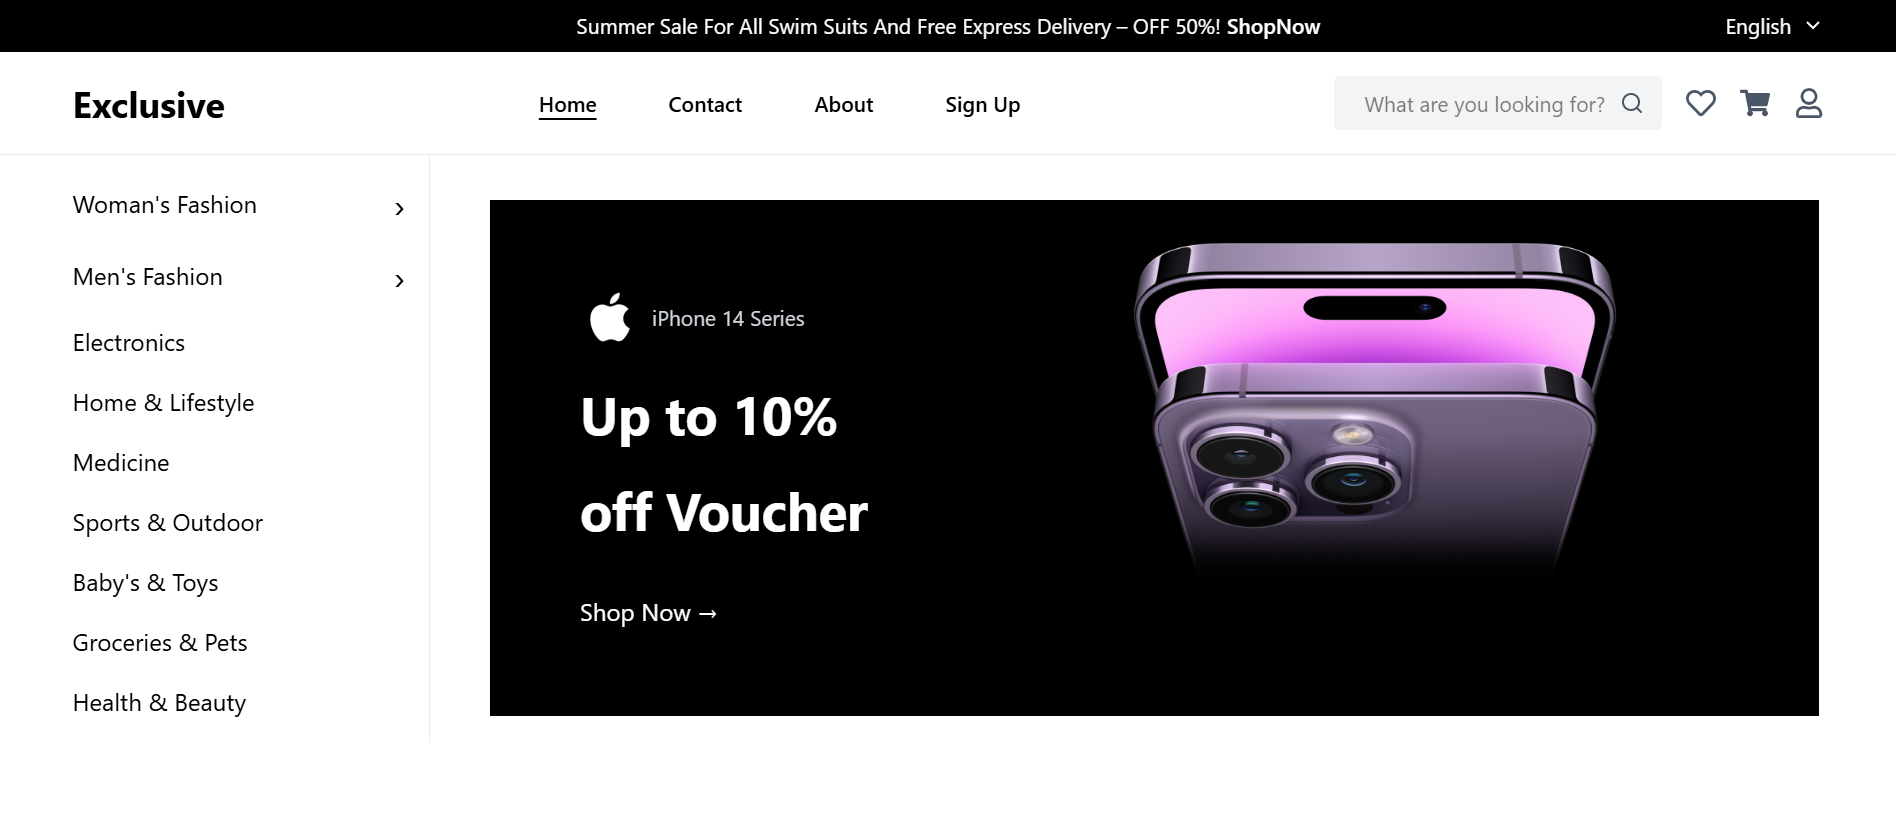 Summer Sale For All Swim Suits And Free Express Delivery – OFF 50%! ShopNow
English
Exclusive
Home
Contact
About
Sign Up
What are you looking for?
Woman's Fashion
Men's Fashion
Electronics
Home & Lifestyle
Medicine
Sports & Outdoor
Baby's & Toys
Groceries & Pets
Health & Beauty
iPhone 14 Series
Up to 10%
off Voucher
Shop Now →